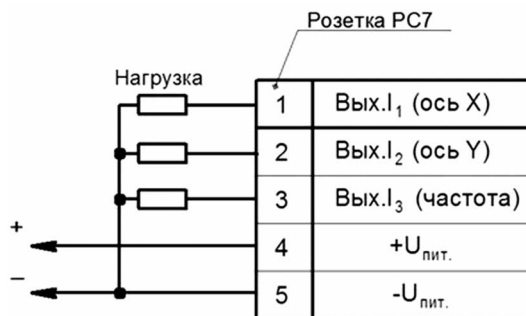 Розетка РС7
Нагрузка
1 Вых.I₁ (ось X)
2 Вых.I₂ (ось Y)
3 Вых.I₃ (частота)
+ 4 +Uпит.
– 5 -Uпит.